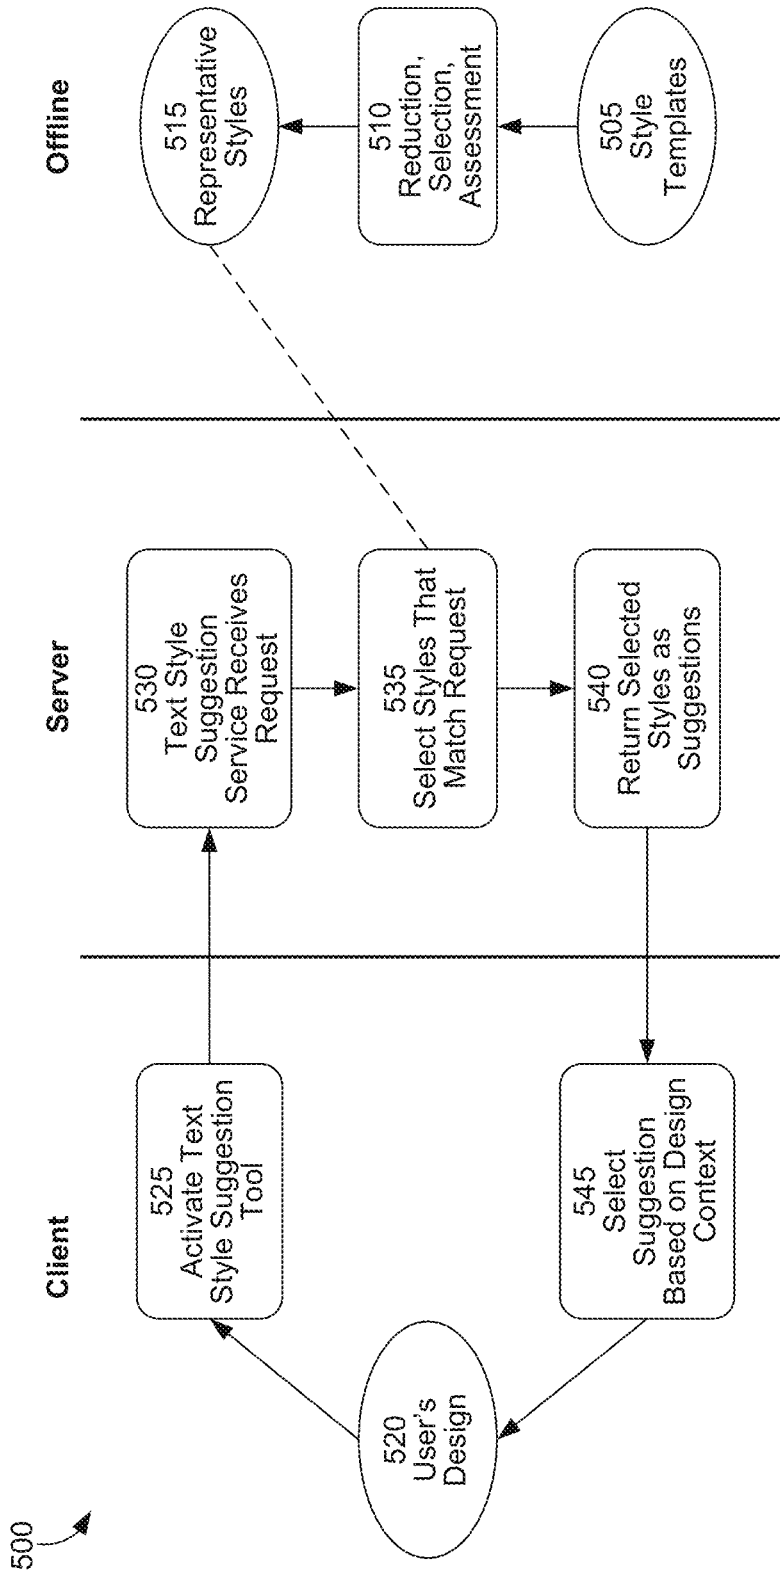 500
Client
Server
Offline
520
User's
Design
525
Activate Text
Style Suggestion
Tool
545
Select
Suggestion
Based on Design
Context
530
Text Style
Suggestion
Service Receives
Request
535
Select Styles That
Match Request
540
Return Selected
Styles as
Suggestions
515
Representative
Styles
510
Reduction,
Selection,
Assessment
505
Style
Templates